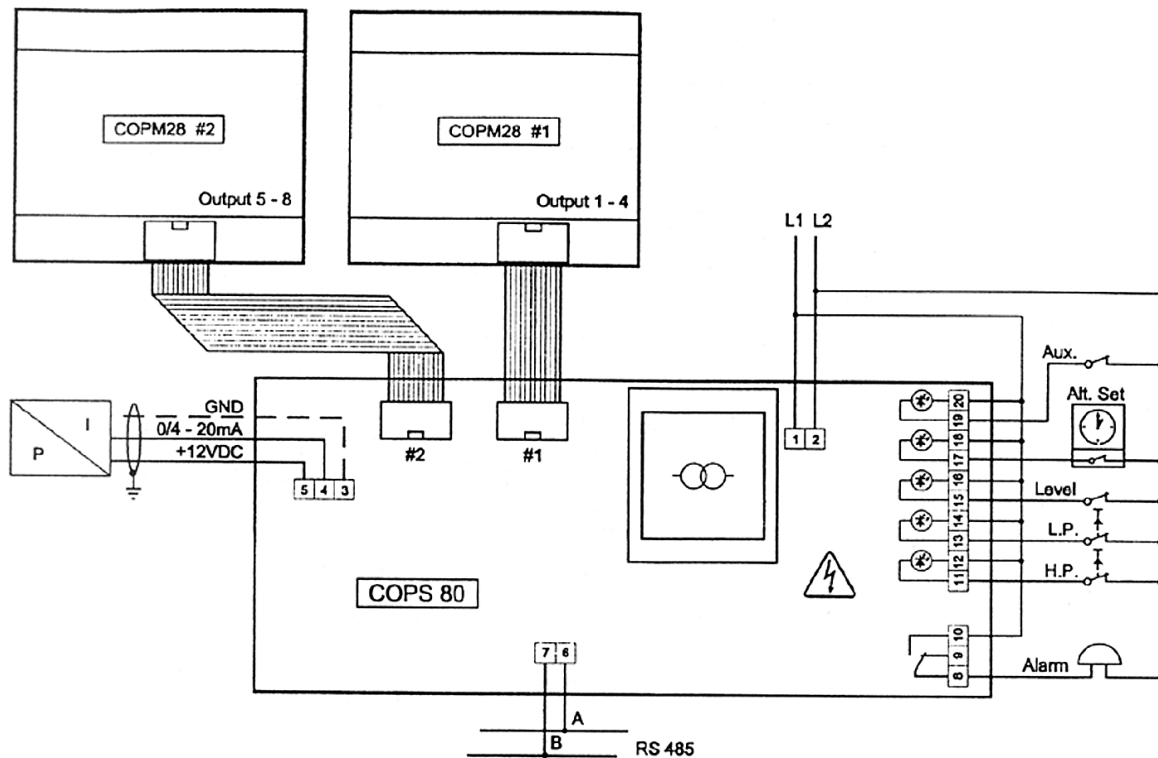 COPM28 #2
Output 5 - 8
COPM28 #1
Output 1 - 4
L1 L2
Aux.
Alt. Set
Level
L.P.
H.P.
Alarm
GND
0/4 - 20mA
+12VDC
I
P
5 4 3
#2
#1
1 2
20
19
18
17
16
15
14
13
12
11
10
9
8
COPS 80
7 6
A
B
RS 485